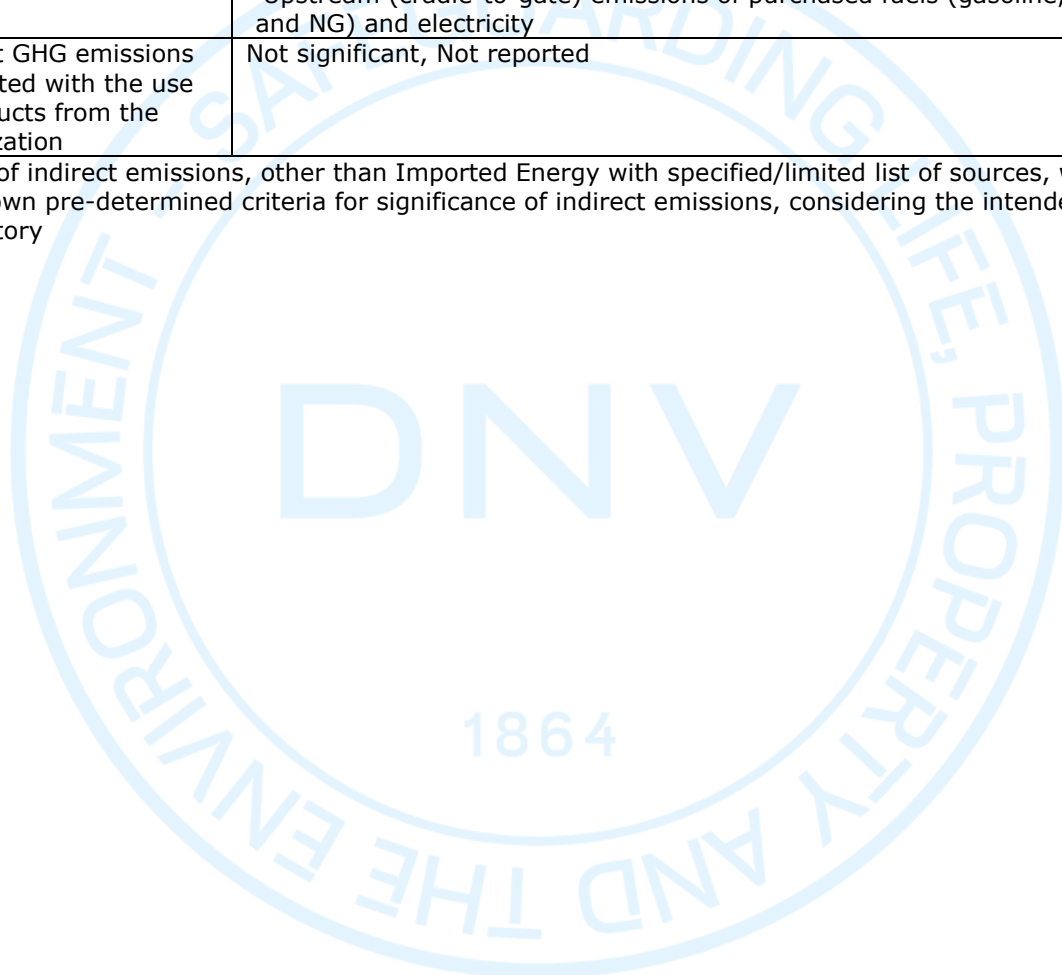 Upstream (cradle-to-gate) emissions of purchased fuels (gasoline,
and NG) and electricity
t GHG emissions
ted with the use
ucts from the
zation
Not significant, Not reported
of indirect emissions, other than Imported Energy with specified/limited list of sources, w
own pre-determined criteria for significance of indirect emissions, considering the intende
tory
SAFEGUARDING LIFE, PROPERTY AND THE ENVIRONMENT
DNV
1864